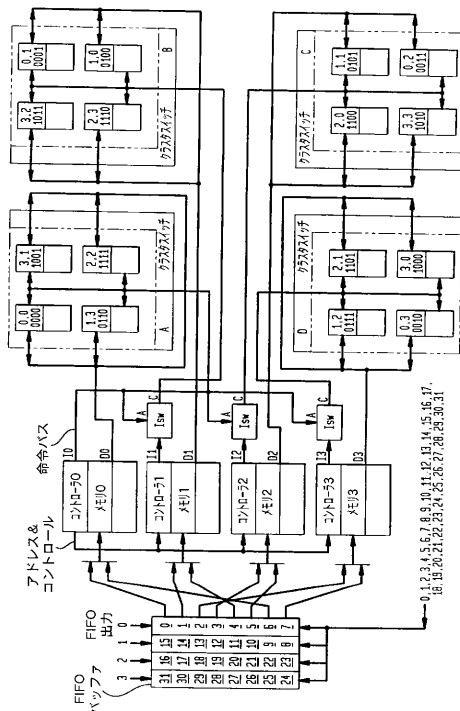 0.1
0001
1.0
0100
3.2
1011
2.3
1110
B
クラスタスイッチ
1.1
0101
0.2
0011
2.0
1100
3.3
1010
C
クラスタスイッチ
3.1
1001
2.2
1111
0.0
0000
1.3
0110
A
クラスタスイッチ
2.1
1101
3.0
1000
1.2
0111
0.3
0010
D
クラスタスイッチ
命令バス
アドレス&
コントロール
I0
コントローラ0
メモリ0
D0
I1
コントローラ1
メモリ1
D1
I2
コントローラ2
メモリ2
D2
I3
コントローラ3
メモリ3
D3
A
Isw
C
A
Isw
C
A
Isw
C
FIFO
出力
FIFO
バッファ
3 2 1 0
31 16 15 0
30 17 14 1
29 18 13 2
28 19 12 3
27 20 11 4
26 21 10 5
25 22 9 6
24 23 8 7
0,1,2,3,4,5,6,7,8,9,10,11,12,13,14,15,16,17,
18,19,20,21,22,23,24,25,26,27,28,29,30,31